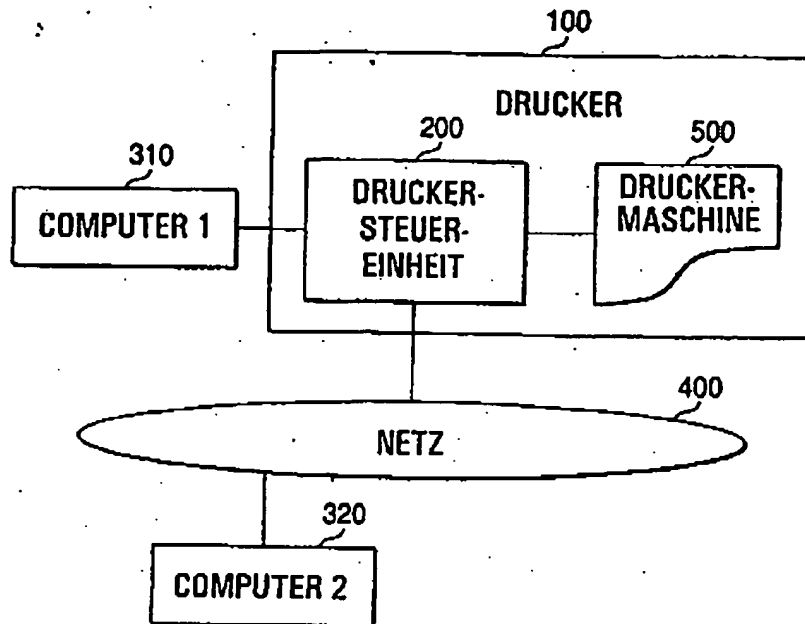 100
DRUCKER
200
500
310
DRUCKER-
STEUER-
EINHEIT
DRUCKER-
MASCHINE
COMPUTER 1
400
NETZ
320
COMPUTER 2